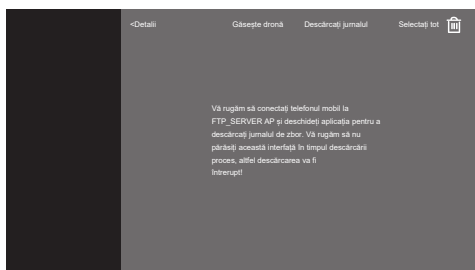 <Detalii Găsește dronă Descărcați jurnalul Selectați tot
Vă rugăm să conectați telefonul mobil la
FTP_SERVER AP și deschideți aplicația pentru a
descărcați jurnalul de zbor. Vă rugăm să nu
părăsiți această interfață în timpul descărcării
proces, altfel descărcarea va fi
întrerupt!